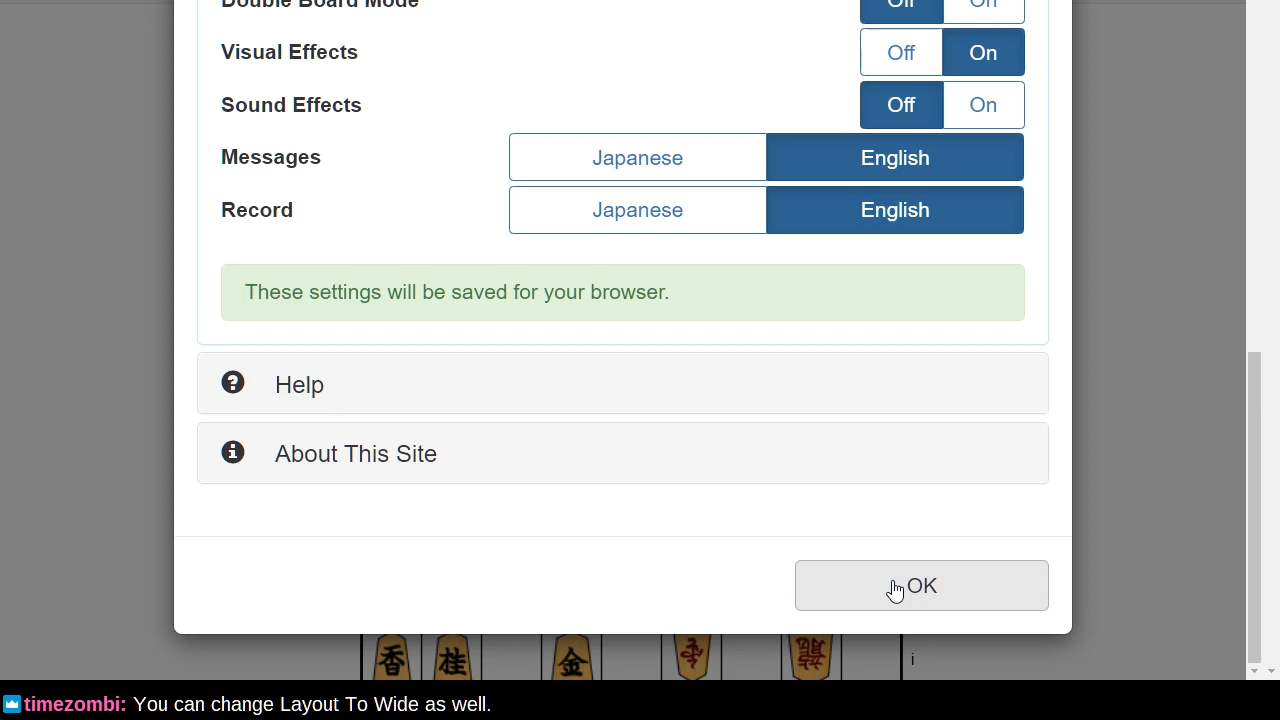 Double Board Mode Off On
Visual Effects Off On
Sound Effects Off On
Messages Japanese English
Record Japanese English
These settings will be saved for your browser.
Help
About This Site
OK
香 桂 金 龍 i
timezombi: You can change Layout To Wide as well.